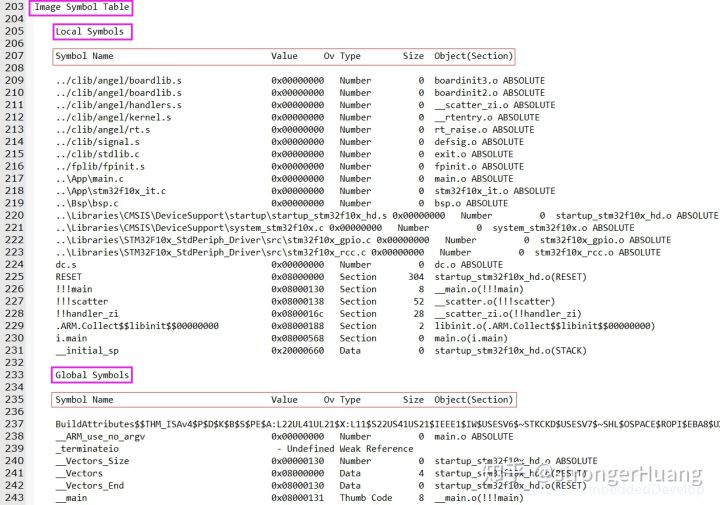 203 Image Symbol Table
204
205 Local Symbols
206
207 Symbol Name Value Ov Type Size Object(Section)
208
209 ../clib/angel/boardlib.s 0x00000000 Number 0 boardinit3.o ABSOLUTE
210 ../clib/angel/boardlib.s 0x00000000 Number 0 boardinit2.o ABSOLUTE
211 ../clib/angel/handlers.s 0x00000000 Number 0 __scatter_zi.o ABSOLUTE
212 ../clib/angel/kernel.s 0x00000000 Number 0 __rtentry.o ABSOLUTE
213 ../clib/angel/rt.s 0x00000000 Number 0 rt_raise.o ABSOLUTE
214 ../clib/signal.s 0x00000000 Number 0 defsig.o ABSOLUTE
215 ../clib/stdlib.c 0x00000000 Number 0 exit.o ABSOLUTE
216 ../fplib/fpinit.s 0x00000000 Number 0 fpinit.o ABSOLUTE
217 ..\App\main.c 0x00000000 Number 0 main.o ABSOLUTE
218 ..\App\stm32f10x_it.c 0x00000000 Number 0 stm32f10x_it.o ABSOLUTE
219 ..\Bsp\bsp.c 0x00000000 Number 0 bsp.o ABSOLUTE
220 ..\Libraries\CMSIS\DeviceSupport\startup\startup_stm32f10x_hd.s 0x00000000 Number 0 startup_stm32f10x_hd.o ABSOLUTE
221 ..\Libraries\CMSIS\DeviceSupport\system_stm32f10x.c 0x00000000 Number 0 system_stm32f10x.o ABSOLUTE
222 ..\Libraries\STM32F10x_StdPeriph_Driver\src\stm32f10x_gpio.c 0x00000000 Number 0 stm32f10x_gpio.o ABSOLUTE
223 ..\Libraries\STM32F10x_StdPeriph_Driver\src\stm32f10x_rcc.c 0x00000000 Number 0 stm32f10x_rcc.o ABSOLUTE
224 dc.s 0x00000000 Number 0 dc.o ABSOLUTE
225 RESET 0x08000000 Section 304 startup_stm32f10x_hd.o(RESET)
226 !!!main 0x08000130 Section 8 __main.o(!!!main)
227 !!!scatter 0x08000138 Section 52 __scatter.o(!!!scatter)
228 !!handler_zi 0x0800016c Section 28 __scatter_zi.o(!!handler_zi)
229 .ARM.Collect$$libinit$$00000000 0x08000188 Section 2 libinit.o(.ARM.Collect$$libinit$$00000000)
230 i.main 0x08000568 Section 0 main.o(i.main)
231 __initial_sp 0x20000660 Data 0 startup_stm32f10x_hd.o(STACK)
232
233 Global Symbols
234
235 Symbol Name Value Ov Type Size Object(Section)
236
237 BuildAttributes$$THM_ISAv4$P$D$K$B$S$PE$A:L22UL41UL21$X:L11$S22US41US21$IEEE1$IW$USESV6$~STKCKD$USESV7$~SHL$OSPACE$ROPI$EBA8$U
238 __ARM_use_no_argv 0x00000000 Number 0 main.o ABSOLUTE
239 _terminateio - Undefined Weak Reference
240 __Vectors_Size 0x00000130 Number 0 startup_stm32f10x_hd.o ABSOLUTE
241 __Vectors 0x08000000 Data 4 startup_stm32f10x_hd.o(RESET)
242 __Vectors_End 0x08000130 Data 0 startup_stm32f10x_hd.o(RESET)
243 __main 0x08000131 Thumb Code 8 __main.o(!!!main)
知乎 @strongerHuang